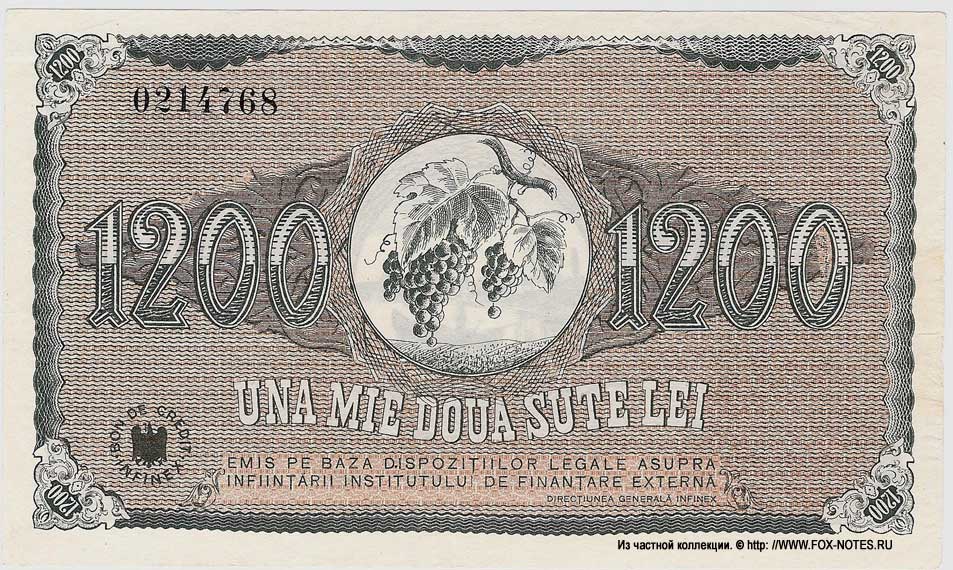 1200 1200
0214768
1200 1200
UNA MIE DOUA SUTE LEI
BON DE CREDIT
INFINEX
EMIS PE BAZA DISPOZIȚIILOR LEGALE ASUPRA
ÎNFIINȚĂRII INSTITUTULUI DE FINANȚARE EXTERNĂ
DIRECȚIUNEA GENERALĂ INFINEX
1200 1200
Из частной коллекции. © http: //WWW.FOX-NOTES.RU